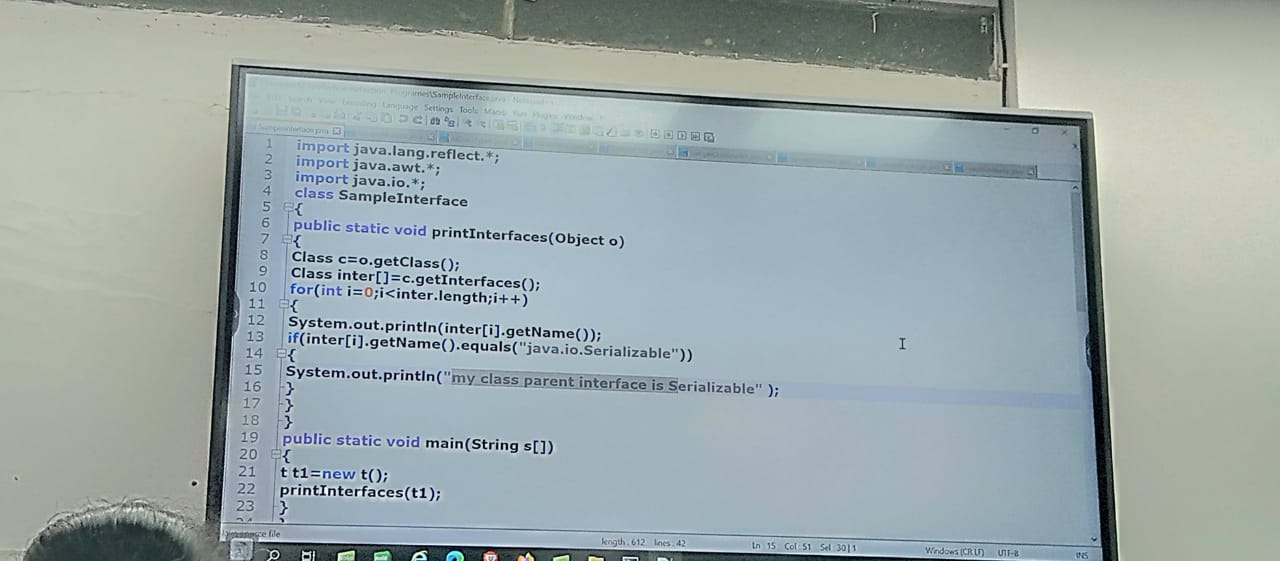 Programes\SampleInterface.java - Notepad++
Search View Encoding Language Settings Tools Macro Run Plugins Window ?
SampleInterface.java
1 import java.lang.reflect.*;
2 import java.awt.*;
3 import java.io.*;
4 class SampleInterface
5 {
6 public static void printInterfaces(Object o)
7 {
8 Class c=o.getClass();
9 Class inter[]=c.getInterfaces();
10 for(int i=0;i<inter.length;i++)
11 {
12 System.out.println(inter[i].getName());
13 if(inter[i].getName().equals("java.io.Serializable"))
14 {
15 System.out.println("my class parent interface is Serializable" );
16 }
17 }
18 }
19 public static void main(String s[])
20 {
21 t t1=new t();
22 printInterfaces(t1);
23 }
file length : 612 lines : 42 Ln : 15 Col : 51 Sel : 30 | 1 Windows (CR LF) UTF-8 INS